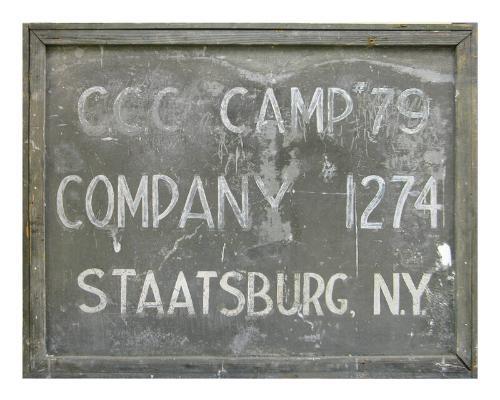 CCC CAMP "79
COMPANY 1274
STAATSBURG, N.Y.